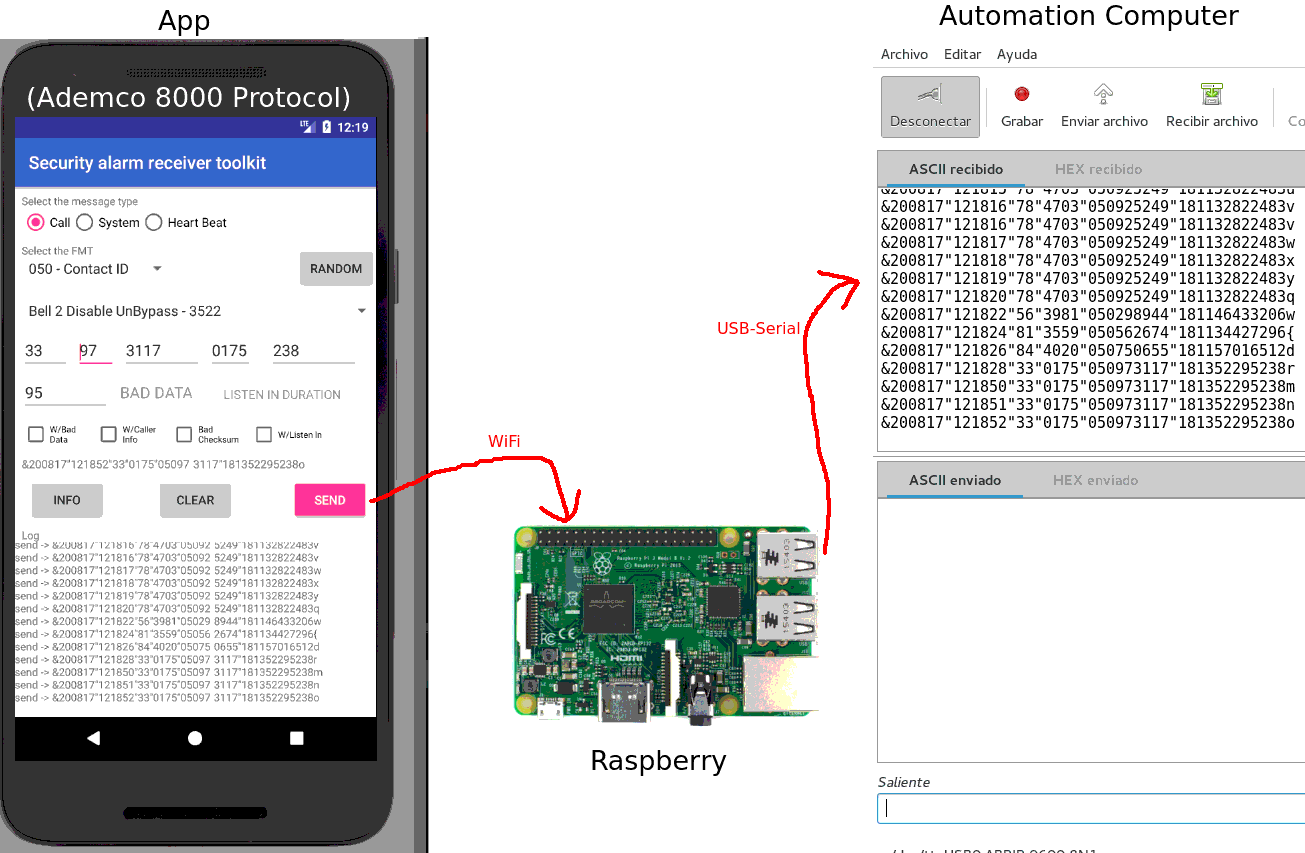 App
(Ademco 8000 Protocol)
LTE 12:19
Security alarm receiver toolkit
Select the message type
Call System Heart Beat
Select the FMT
050 - Contact ID
RANDOM
Bell 2 Disable UnBypass - 3522
33 97 3117 0175 238
95 BAD DATA LISTEN IN DURATION
W/Bad Data
W/Caller Info
Bad Checksum
W/Listen In
&200817"121852"33"0175"05097 3117"181352295238o
INFO CLEAR SEND
Log
send -> &200817"121816"78"4703"05092 5249"181132822483v
send -> &200817"121816"78"4703"05092 5249"181132822483v
send -> &200817"121817"78"4703"05092 5249"181132822483w
send -> &200817"121818"78"4703"05092 5249"181132822483x
send -> &200817"121819"78"4703"05092 5249"181132822483y
send -> &200817"121820"78"4703"05092 5249"181132822483q
send -> &200817"121822"56"3981"05029 8944"181146433206w
send -> &200817"121824"81"3559"05056 2674"181134427296{
send -> &200817"121826"84"4020"05075 0655"181157016512d
send -> &200817"121828"33"0175"05097 3117"181352295238r
send -> &200817"121850"33"0175"05097 3117"181352295238m
send -> &200817"121851"33"0175"05097 3117"181352295238n
send -> &200817"121852"33"0175"05097 3117"181352295238o
WiFi
USB-Serial
Raspberry Pi 3 Model B V1.2
© Raspberry Pi 2015
BROADCOM
FCC CE
HDMI
Raspberry
Automation Computer
Archivo Editar Ayuda
Desconectar Grabar Enviar archivo Recibir archivo
ASCII recibido HEX recibido
&200817"121815"78"4703"050925249"181132822483u
&200817"121816"78"4703"050925249"181132822483v
&200817"121816"78"4703"050925249"181132822483v
&200817"121817"78"4703"050925249"181132822483w
&200817"121818"78"4703"050925249"181132822483x
&200817"121819"78"4703"050925249"181132822483y
&200817"121820"78"4703"050925249"181132822483q
&200817"121822"56"3981"050298944"181146433206w
&200817"121824"81"3559"050562674"181134427296{
&200817"121826"84"4020"050750655"181157016512d
&200817"121828"33"0175"050973117"181352295238r
&200817"121850"33"0175"050973117"181352295238m
&200817"121851"33"0175"050973117"181352295238n
&200817"121852"33"0175"050973117"181352295238o
ASCII enviado HEX enviado
Saliente